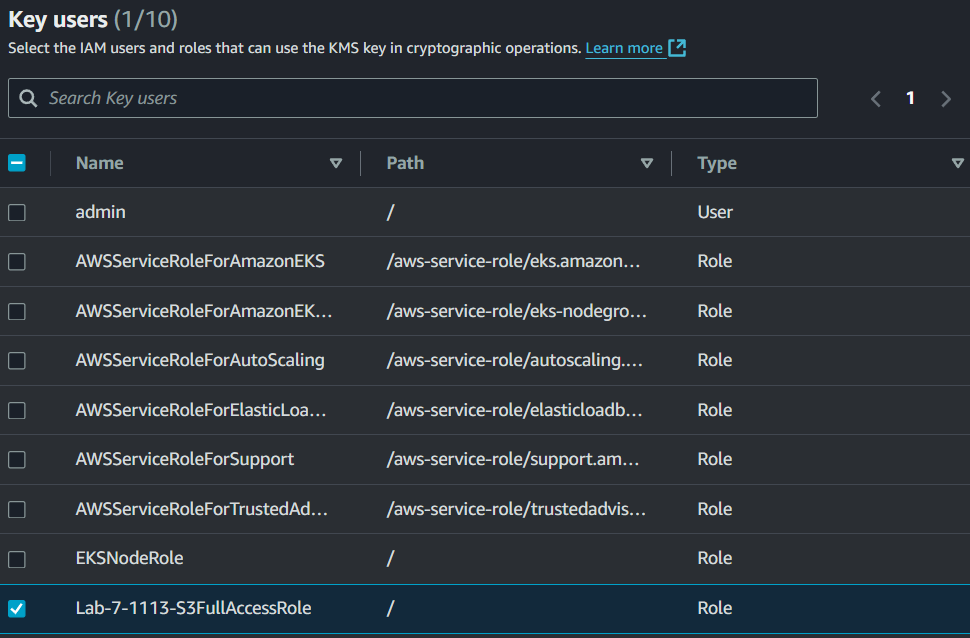 Key users (1/10)
Select the IAM users and roles that can use the KMS key in cryptographic operations. Learn more
Search Key users
1
Name Path Type
admin / User
AWSServiceRoleForAmazonEKS /aws-service-role/eks.amazon... Role
AWSServiceRoleForAmazonEK... /aws-service-role/eks-nodegro... Role
AWSServiceRoleForAutoScaling /aws-service-role/autoscaling.... Role
AWSServiceRoleForElasticLoa... /aws-service-role/elasticloadb... Role
AWSServiceRoleForSupport /aws-service-role/support.am... Role
AWSServiceRoleForTrustedAd... /aws-service-role/trustedadvis... Role
EKSNodeRole / Role
Lab-7-1113-S3FullAccessRole / Role